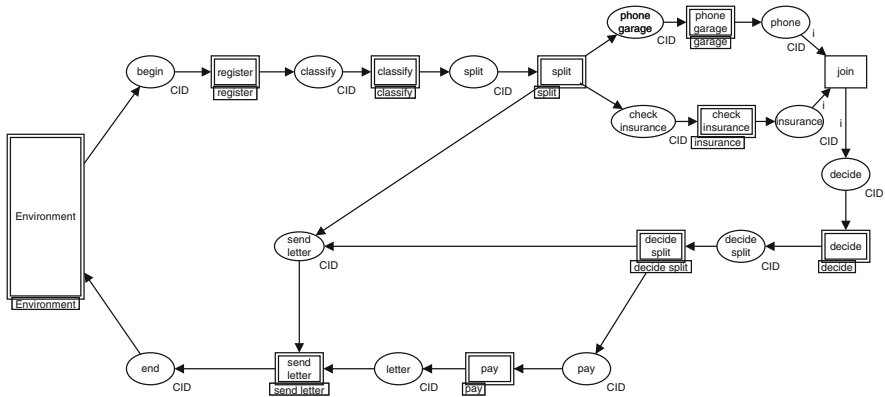 phone
garage
CID
phone
garage
garage
phone
CID
i
begin
CID
register
register
classify
CID
classify
classify
split
CID
split
split
join
check
insurance
CID
check
insurance
insurance
insurance
CID
i
i
decide
CID
Environment
Environment
send
letter
CID
decide
split
decide split
decide
split
CID
decide
decide
end
CID
send
letter
send letter
letter
CID
pay
pay
pay
CID